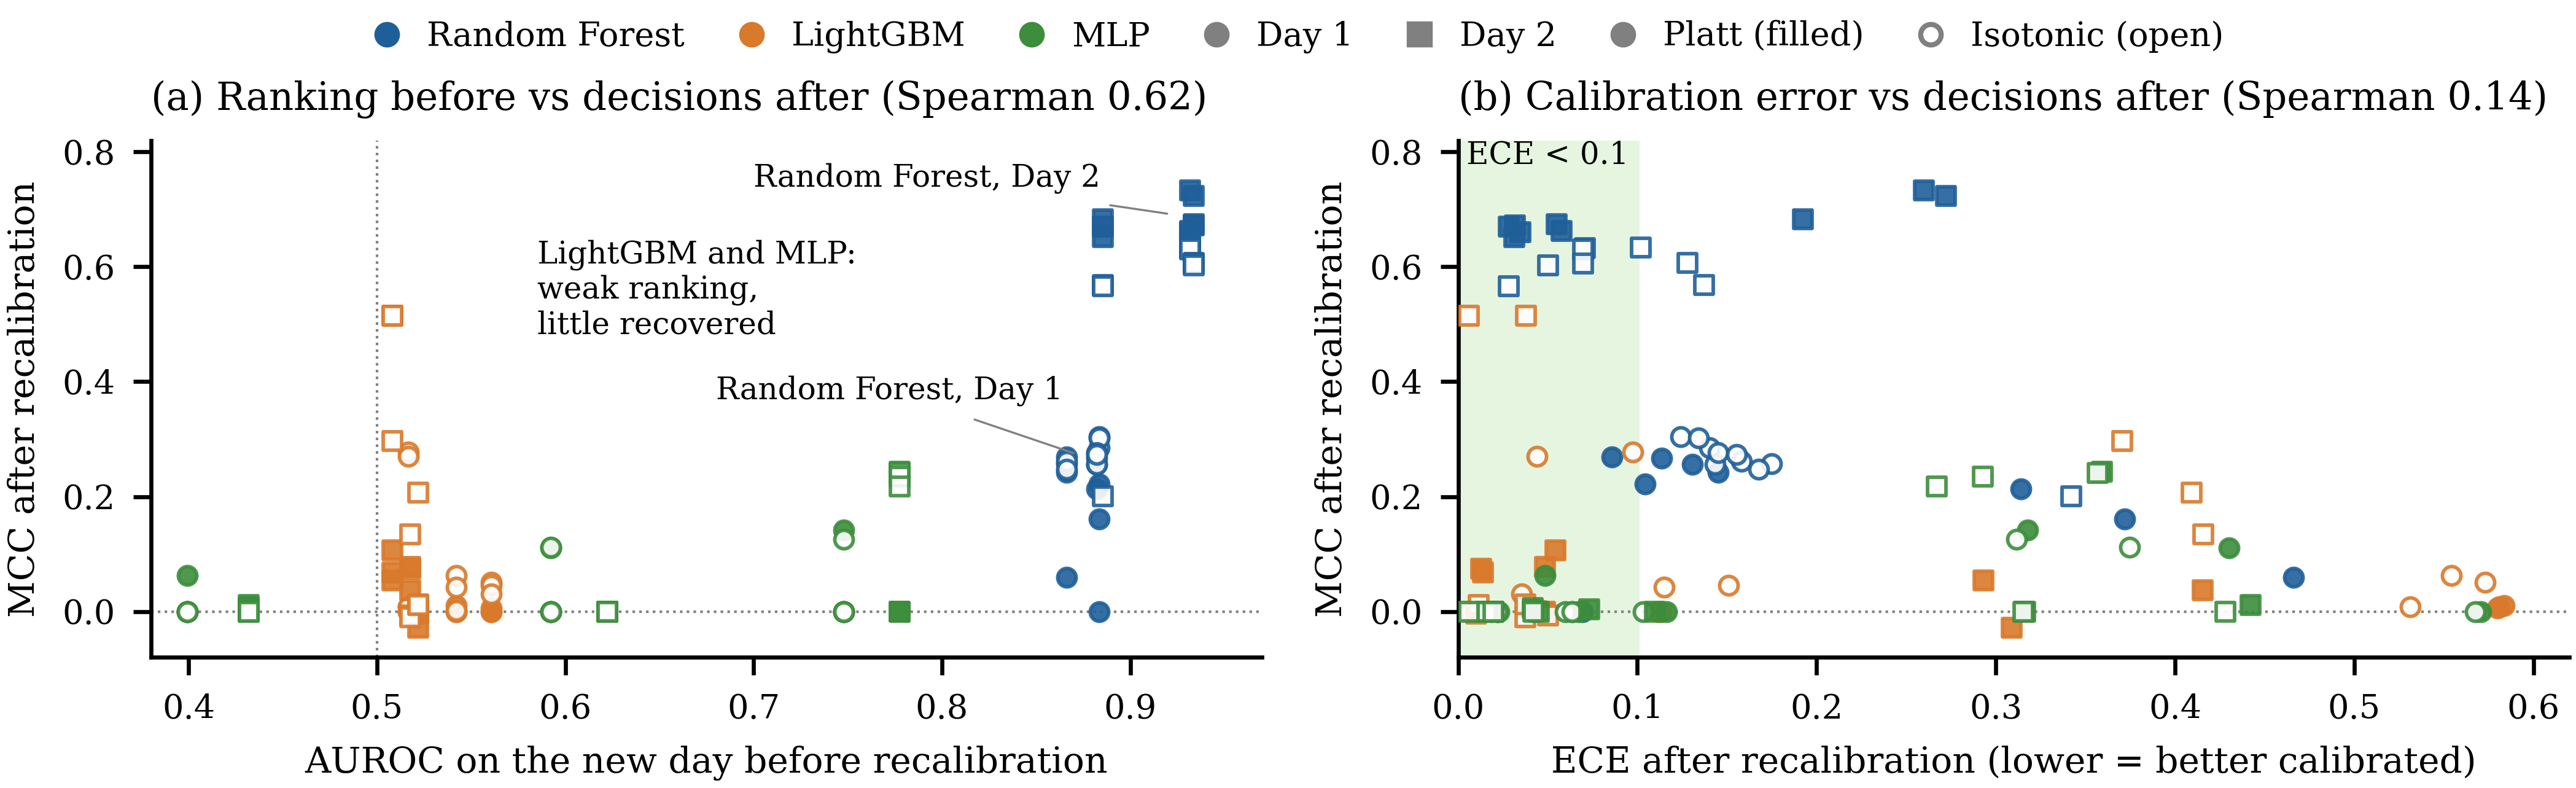 Random Forest LightGBM MLP Day 1 Day 2 Platt (filled) Isotonic (open)
(a) Ranking before vs decisions after (Spearman 0.62)
MCC after recalibration
0.8
0.6
0.4
0.2
0.0
Random Forest, Day 2
LightGBM and MLP:
weak ranking,
little recovered
Random Forest, Day 1
0.4 0.5 0.6 0.7 0.8 0.9
AUROC on the new day before recalibration
(b) Calibration error vs decisions after (Spearman 0.14)
MCC after recalibration
0.8
0.6
0.4
0.2
0.0
ECE < 0.1
0.0 0.1 0.2 0.3 0.4 0.5 0.6
ECE after recalibration (lower = better calibrated)